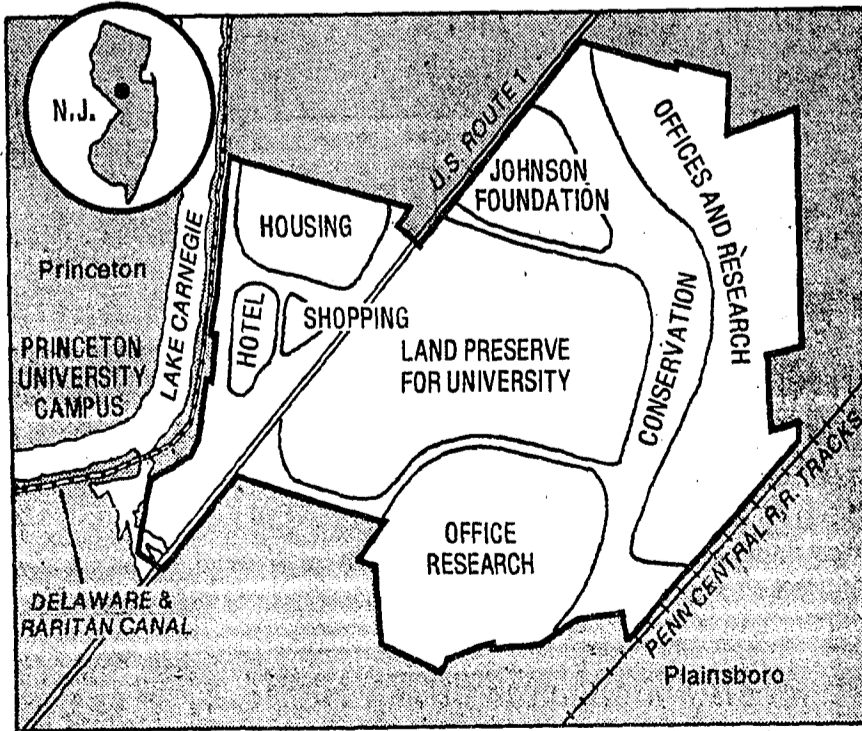 N.J.
U.S. ROUTE 1
OFFICES AND RESEARCH
JOHNSON
FOUNDATION
HOUSING
LAKE CARNEGIE
Princeton
HOTEL
SHOPPING
CONSERVATION
PRINCETON
UNIVERSITY
CAMPUS
LAND PRESERVE
FOR UNIVERSITY
OFFICE
RESEARCH
PENN CENTRAL R.R. TRACKS
DELAWARE &
RARITAN CANAL
Plainsboro